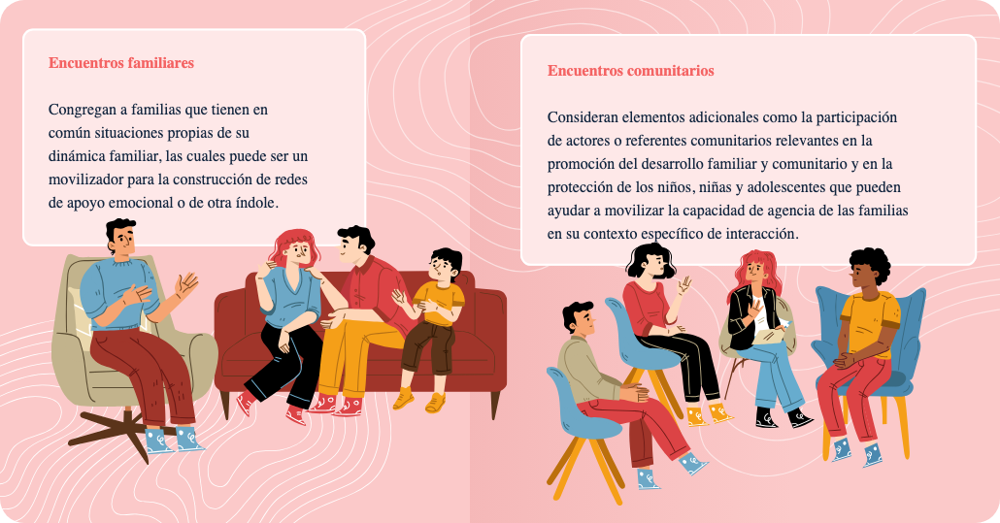 Encuentros familiares
Congregan a familias que tienen en
común situaciones propias de su
dinámica familiar, las cuales puede ser un
movilizador para la construcción de redes
de apoyo emocional o de otra índole.
Encuentros comunitarios
Consideran elementos adicionales como la participación
de actores o referentes comunitarios relevantes en la
promoción del desarrollo familiar y comunitario y en la
protección de los niños, niñas y adolescentes que pueden
ayudar a movilizar la capacidad de agencia de las familias
en su contexto específico de interacción.